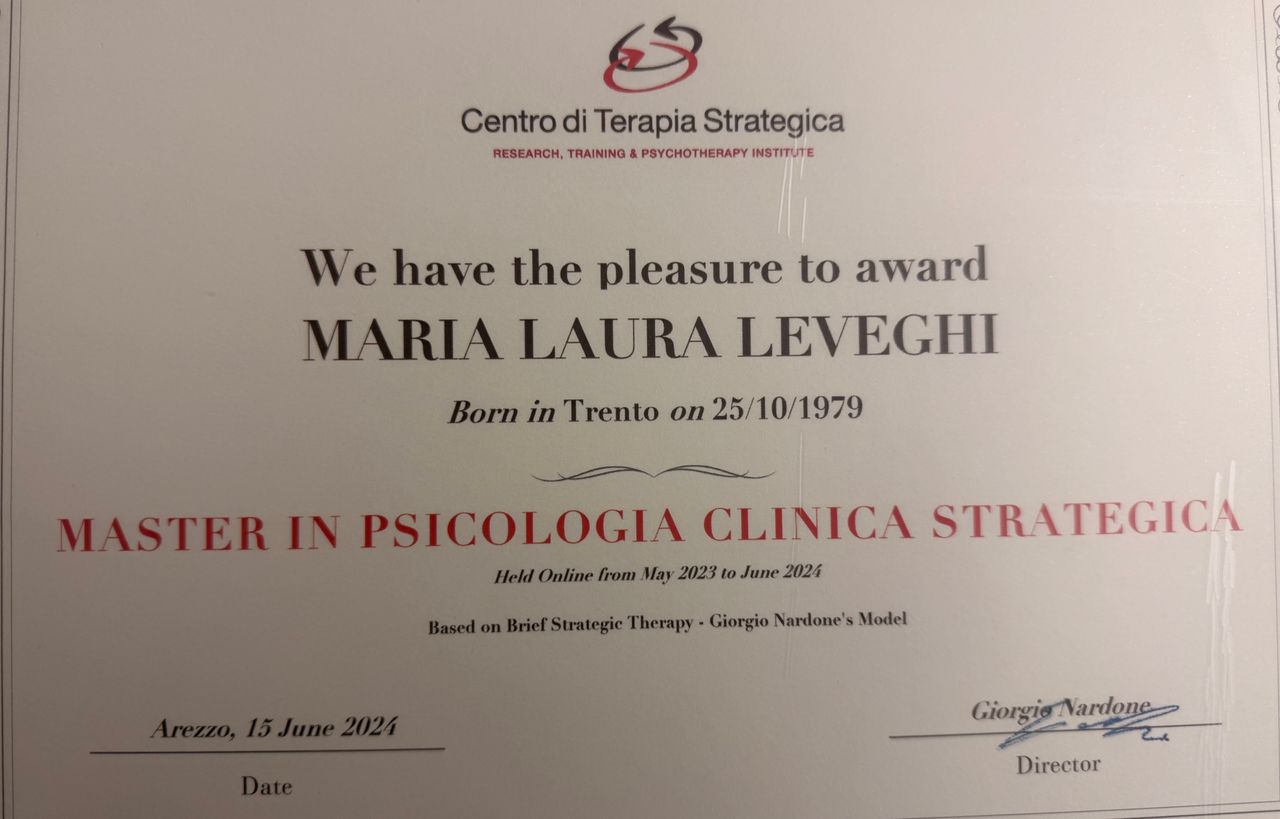 Centro di Terapia Strategica
RESEARCH, TRAINING & PSYCHOTHERAPY INSTITUTE
We have the pleasure to award
MARIA LAURA LEVEGHI
Born in Trento on 25/10/1979
MASTER IN PSICOLOGIA CLINICA STRATEGICA
Held Online from May 2023 to June 2024
Based on Brief Strategic Therapy - Giorgio Nardone's Model
Arezzo, 15 June 2024
Date
Giorgio Nardone
Director